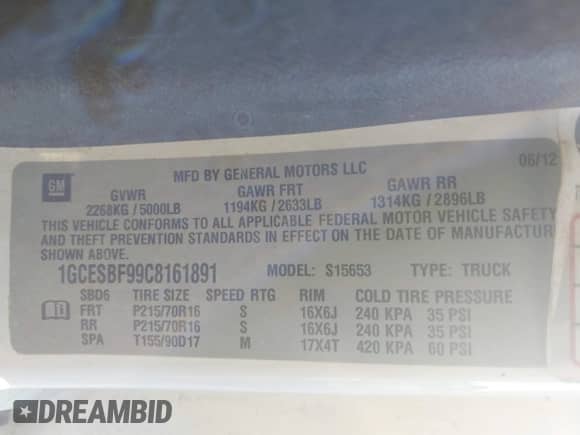 GM
MFD BY GENERAL MOTORS LLC 06/12
GVWR GAWR FRT GAWR RR
2268KG / 5000LB 1194KG / 2633LB 1314KG / 2896LB
THIS VEHICLE CONFORMS TO ALL APPLICABLE FEDERAL MOTOR VEHICLE SAFETY
STANDARDS IN EFFECT ON THE DATE OF MANUFACTURE
SHOWN ABOVE.
1GCESBF99C8161891 MODEL: S15653 TYPE: TRUCK
SBD6 TIRE SIZE SPEED RTG RIM COLD TIRE PRESSURE
FRT P215/70R16 S 16X6J 240 KPA 35 PSI
RR P215/70R16 S 16X6J 240 KPA 35 PSI
SPA T155/90D17 M 17X4T 420 KPA 60 PSI
DREAMBID